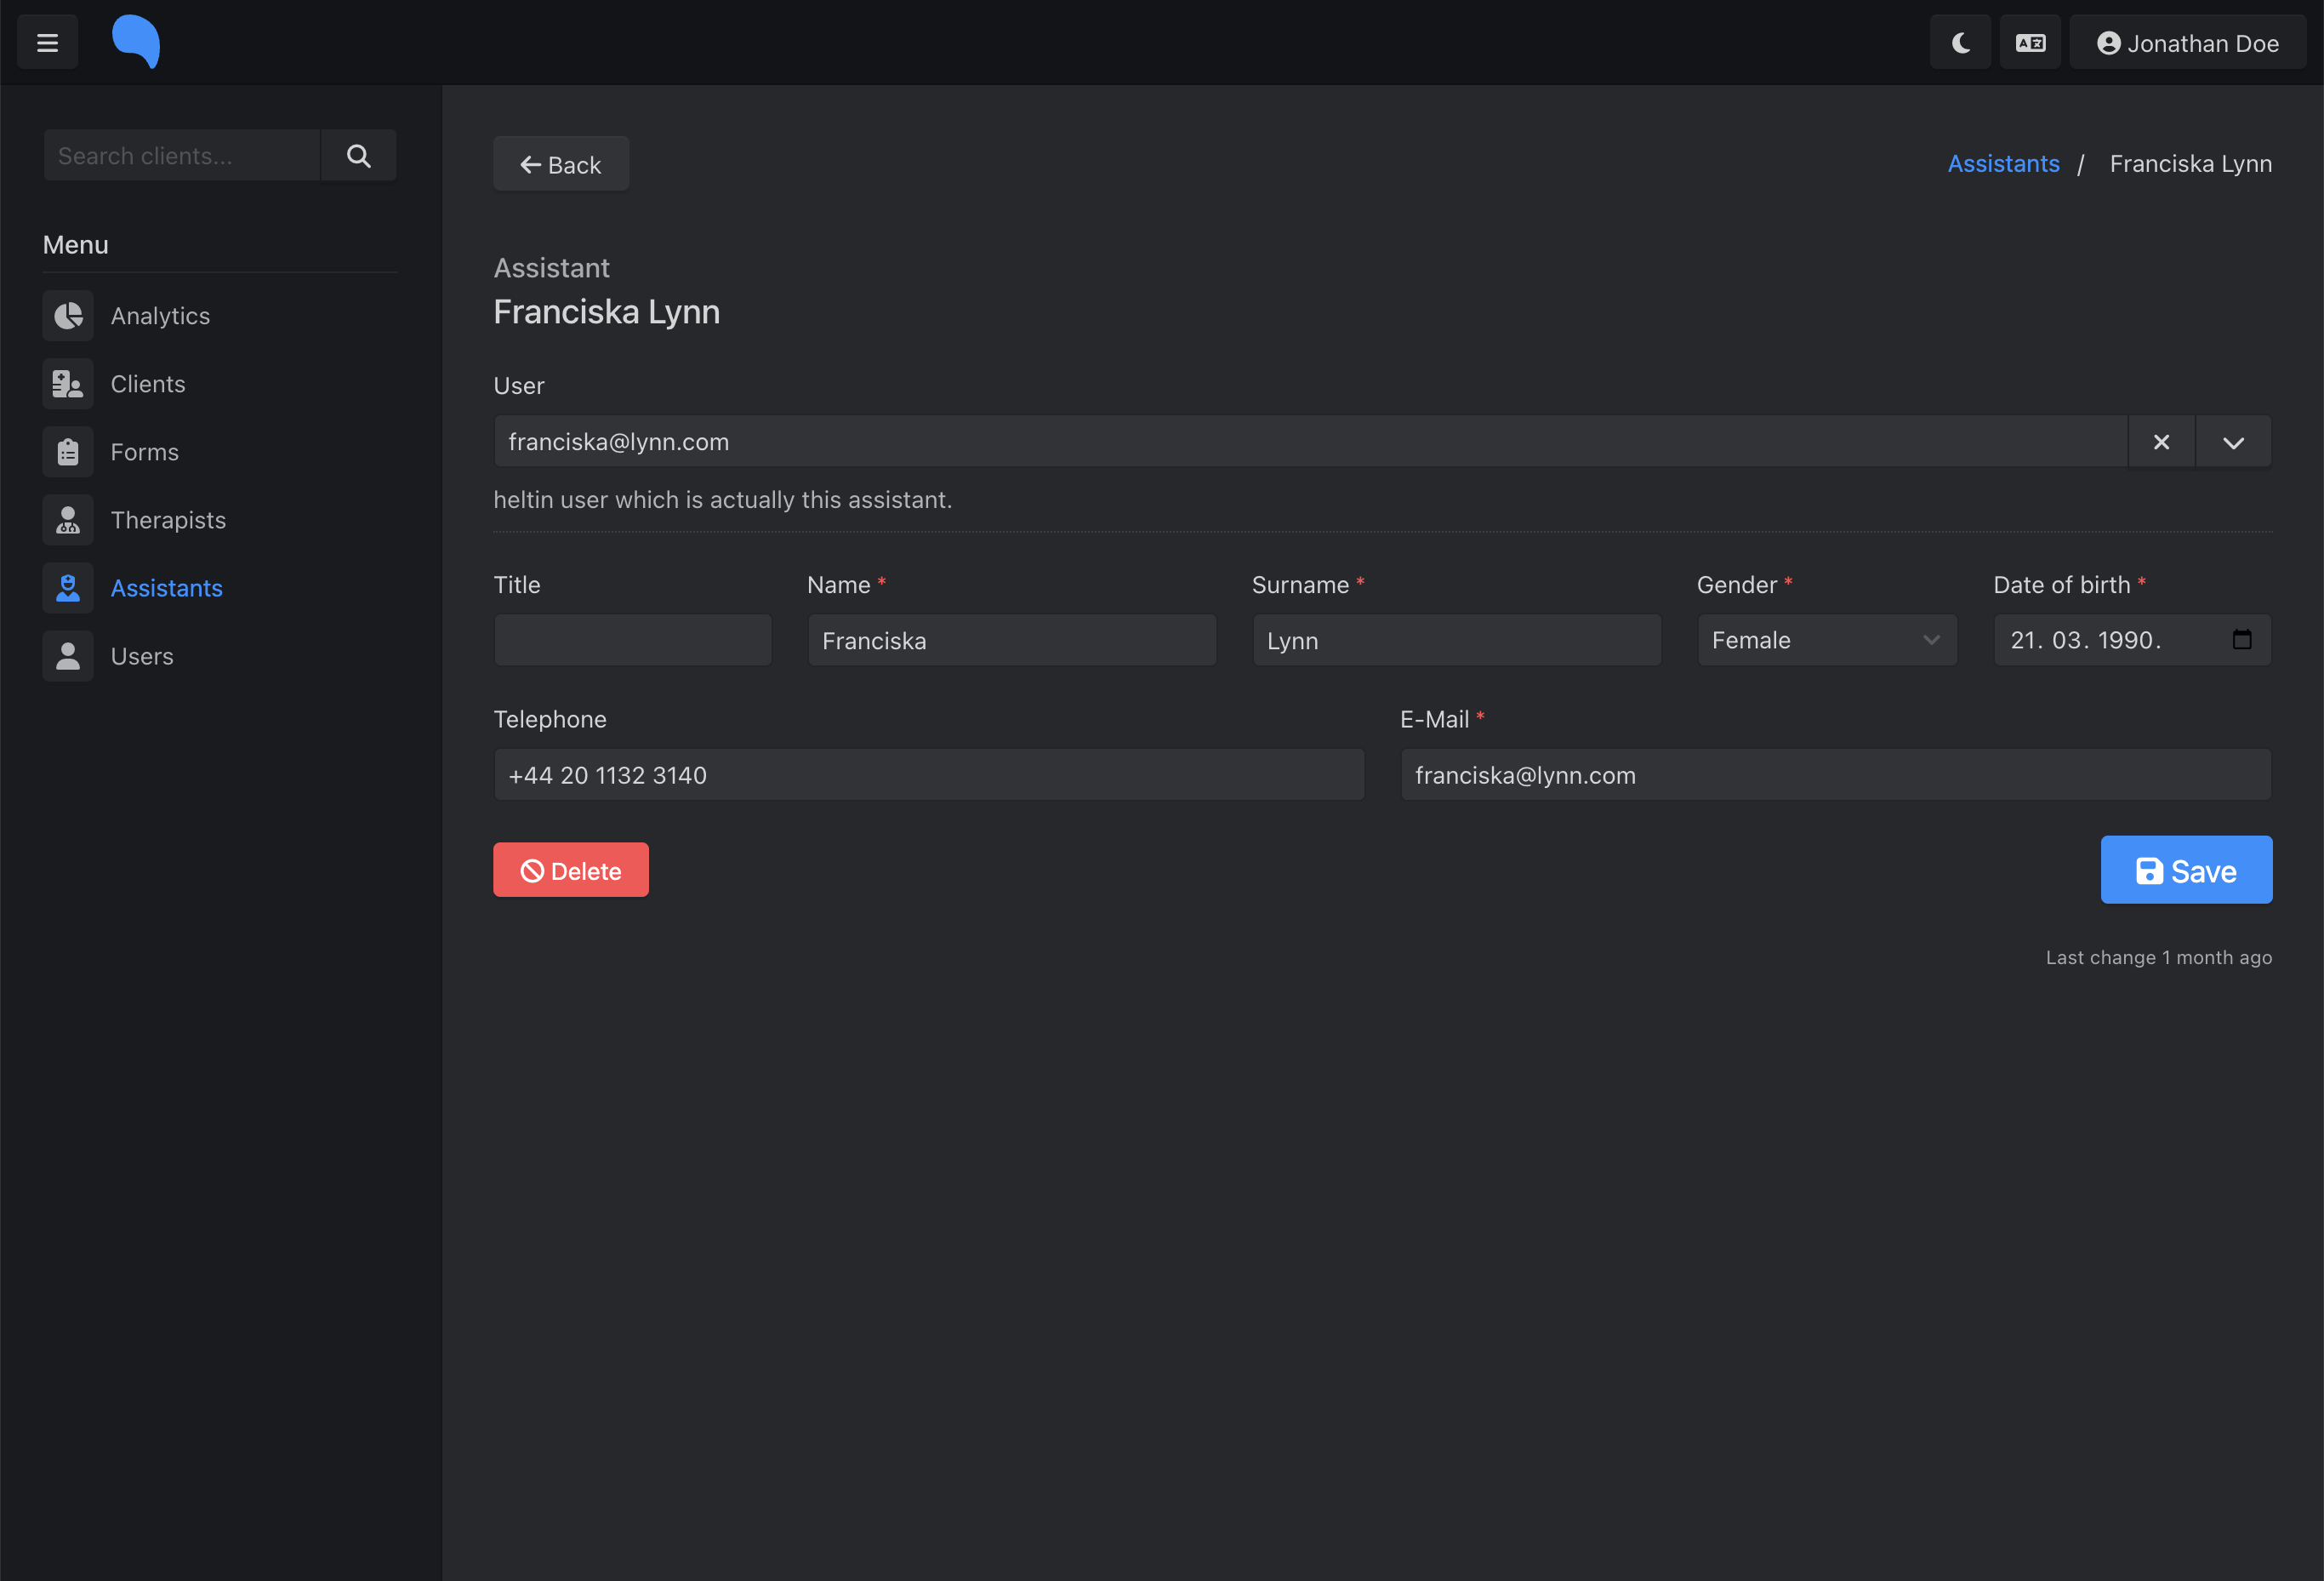 Jonathan Doe
Search clients...
Menu
Analytics
Clients
Forms
Therapists
Assistants
Users
Back
Assistants / Franciska Lynn
Assistant
Franciska Lynn
User
franciska@lynn.com
heltin user which is actually this assistant.
Title Name * Surname * Gender * Date of birth *
Franciska Lynn Female 21. 03. 1990.
Telephone E-Mail *
+44 20 1132 3140 franciska@lynn.com
Delete Save
Last change 1 month ago